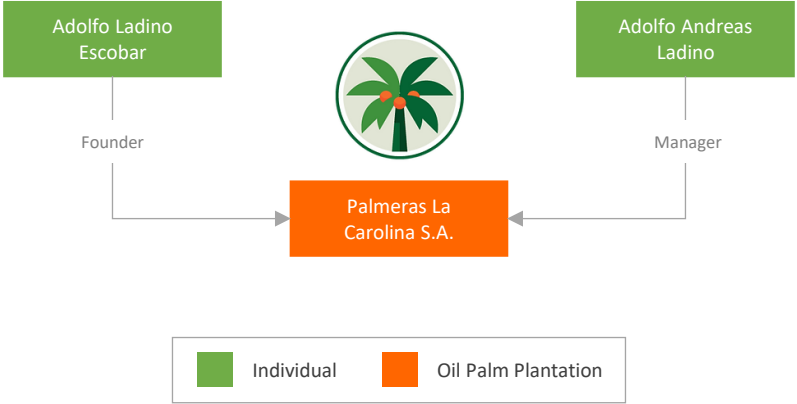 Adolfo Ladino
Escobar
Adolfo Andreas
Ladino
Founder
Manager
Palmeras La
Carolina S.A.
Individual
Oil Palm Plantation